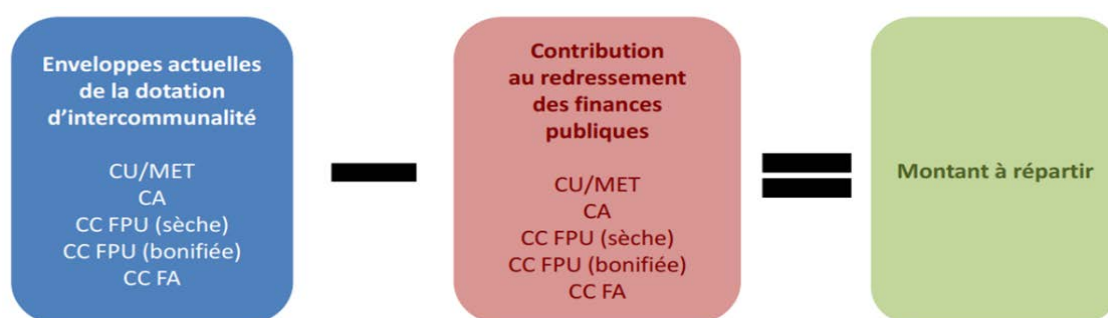 Enveloppes actuelles
de la dotation
d'intercommunalité
CU/MET
CA
CC FPU (sèche)
CC FPU (bonifiée)
CC FA
Contribution
au redressement
des finances
publiques
CU/MET
CA
CC FPU (sèche)
CC FPU (bonifiée)
CC FA
Montant à répartir